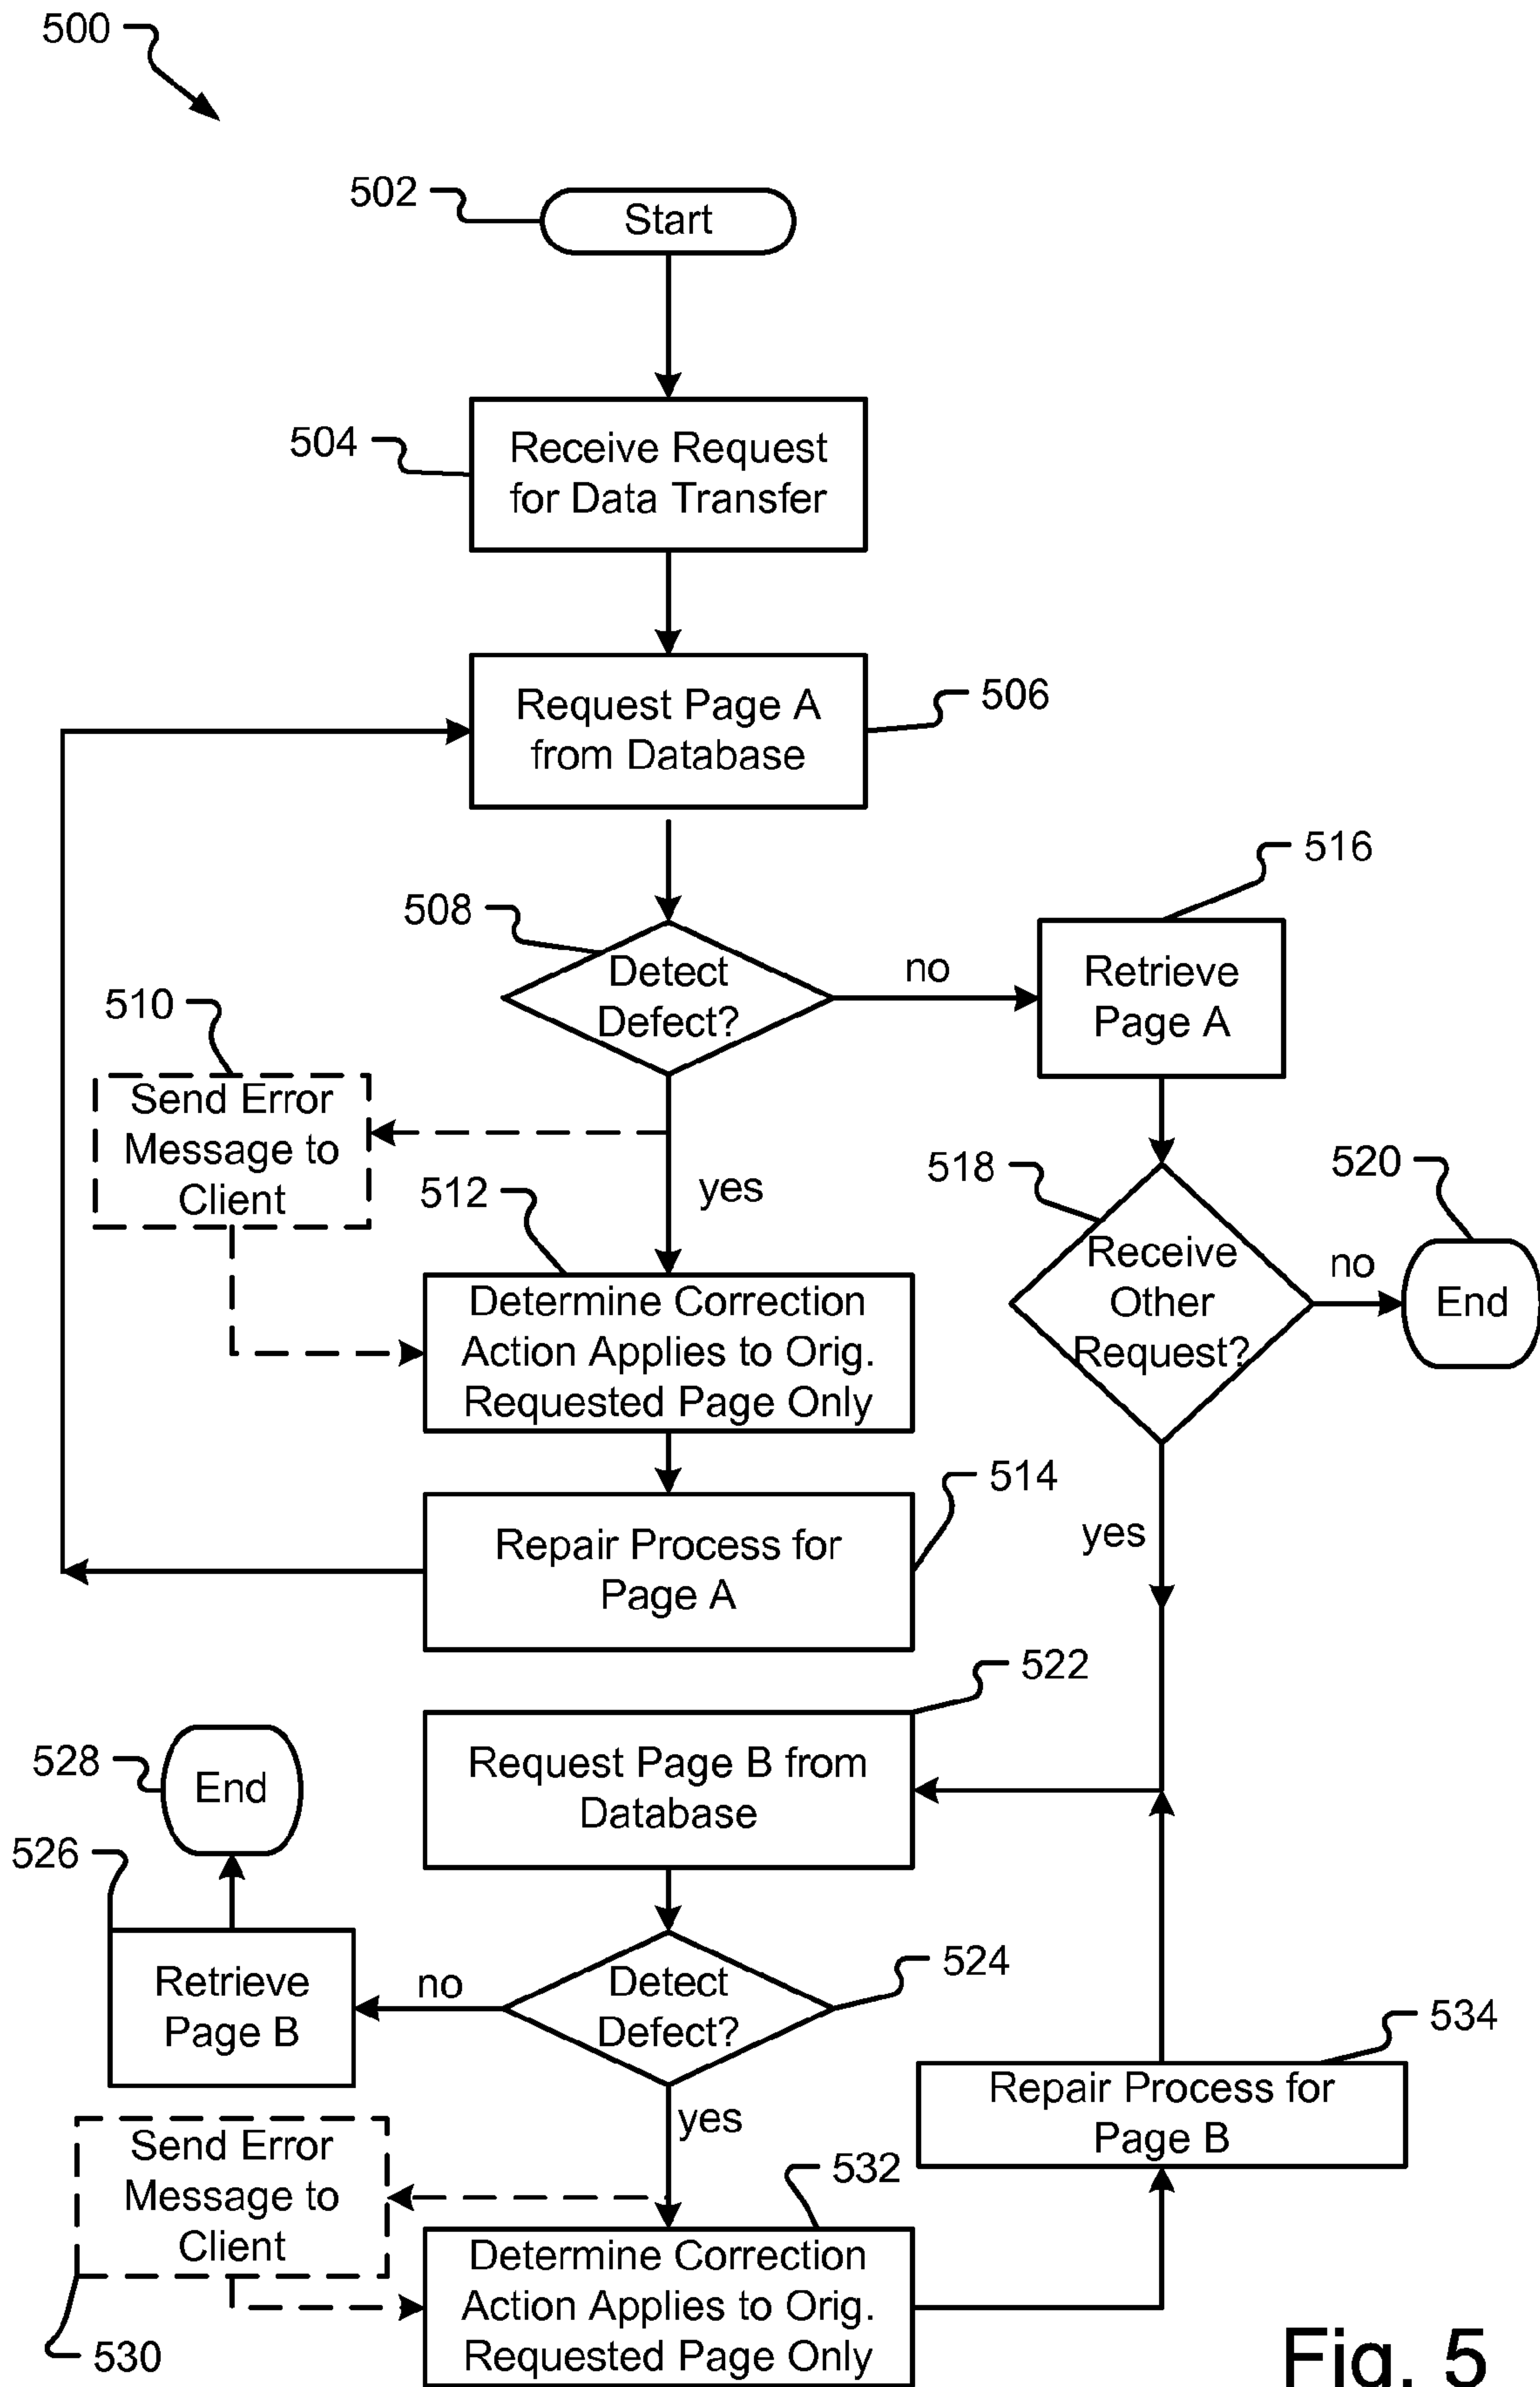 500
502
Start
504
Receive Request
for Data Transfer
Request Page A
from Database
506
516
508
Detect
Defect?
no
Retrieve
Page A
510
Send Error
Message to
Client
yes
512
518
520
Receive
Other
Request?
no
End
Determine Correction
Action Applies to Orig.
Requested Page Only
514
Repair Process for
Page A
yes
522
Request Page B from
Database
528
End
526
Retrieve
Page B
no
Detect
Defect?
524
534
Repair Process for
Page B
yes
Send Error
Message to
Client
532
Determine Correction
Action Applies to Orig.
Requested Page Only
530
Fig. 5